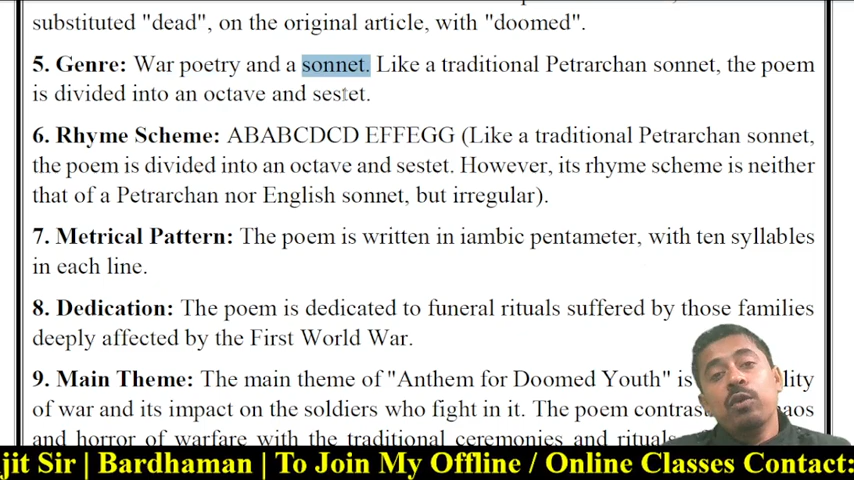 substituted "dead", on the original article, with "doomed".
5. Genre: War poetry and a sonnet. Like a traditional Petrarchan sonnet, the poem
is divided into an octave and sestet.
6. Rhyme Scheme: ABABCDCD EFFEGG (Like a traditional Petrarchan sonnet,
the poem is divided into an octave and sestet. However, its rhyme scheme is neither
that of a Petrarchan nor English sonnet, but irregular).
7. Metrical Pattern: The poem is written in iambic pentameter, with ten syllables
in each line.
8. Dedication: The poem is dedicated to funeral rituals suffered by those families
deeply affected by the First World War.
9. Main Theme: The main theme of "Anthem for Doomed Youth" is
of war and its impact on the soldiers who fight in it. The poem
and horror of warfare with the traditional ceremonies and
jit Sir | Bardhaman | To Join My Offline / Online Classes Contact: